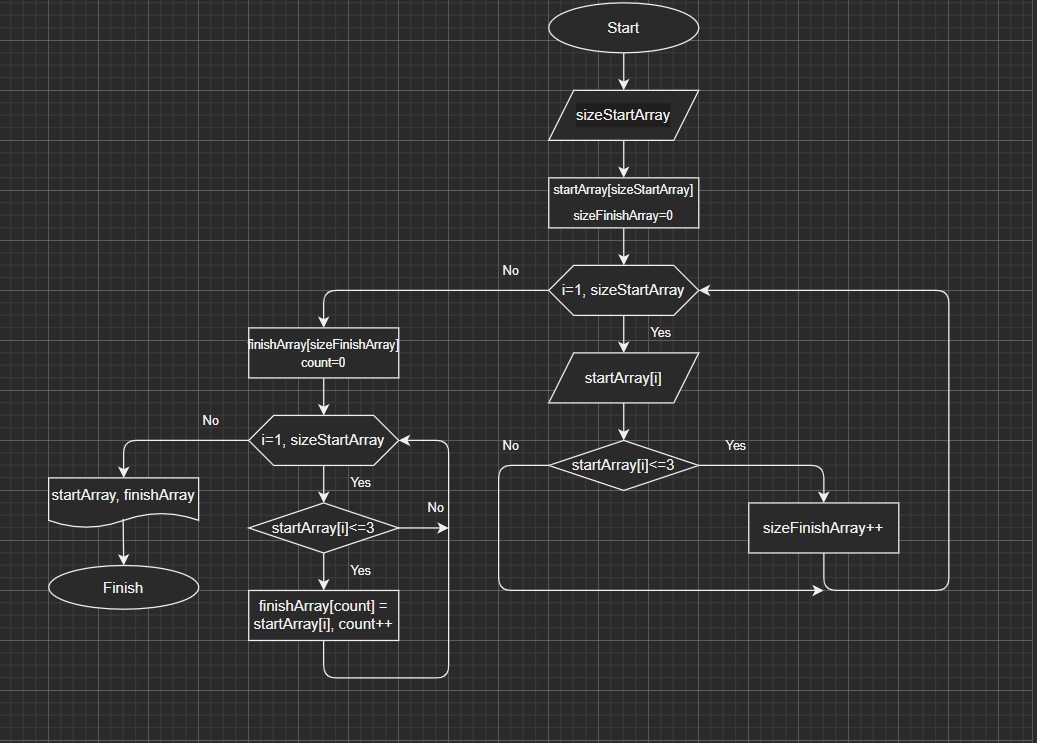 Start
sizeStartArray
startArray[sizeStartArray]
sizeFinishArray=0
i=1, sizeStartArray
No
Yes
startArray[i]
startArray[i]<=3
No
Yes
sizeFinishArray++
finishArray[sizeFinishArray]
count=0
i=1, sizeStartArray
No
Yes
startArray[i]<=3
No
Yes
finishArray[count] =
startArray[i], count++
startArray, finishArray
Finish